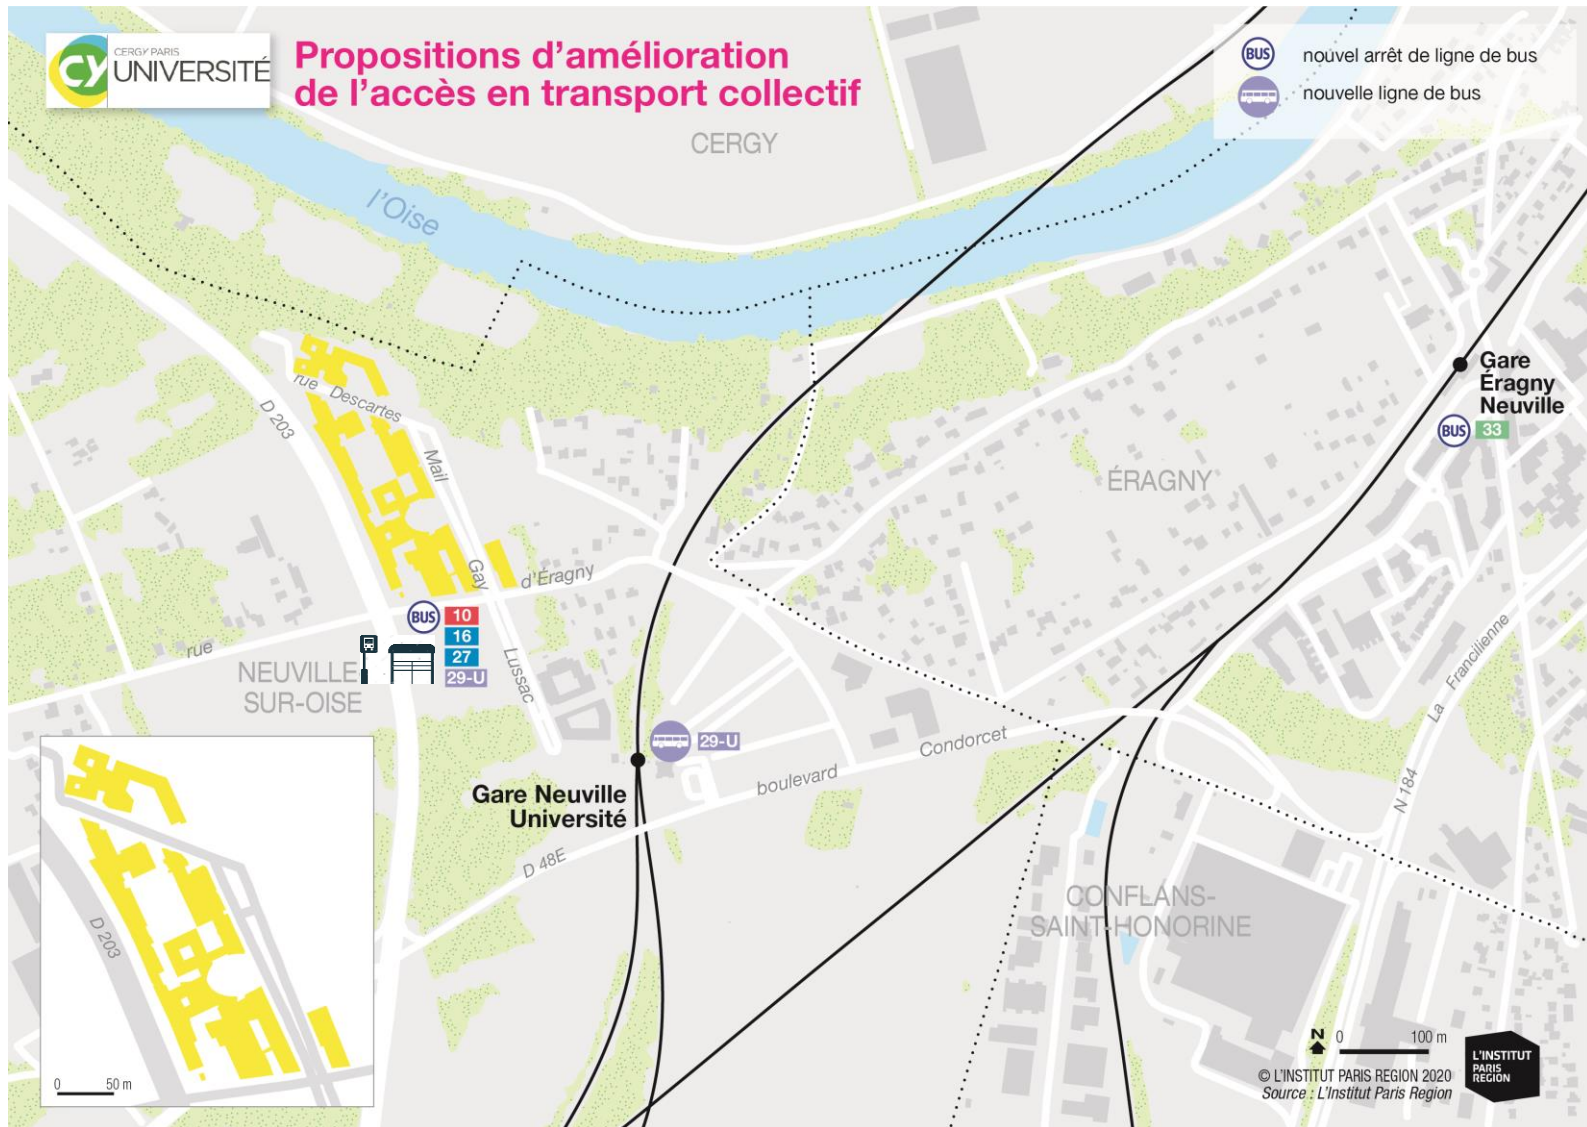 CY
CERGY PARIS
UNIVERSITÉ
Propositions d'amélioration
de l'accès en transport collectif
BUS nouvel arrêt de ligne de bus
nouvelle ligne de bus
CERGY
l'Oise
Gare
Éragny
Neuville
BUS 33
rue Descartes
D 203
Mail
Gay
Lussac
ÉRAGNY
rue
d'Éragny
BUS 10
16
27
29-U
NEUVILLE
SUR-OISE
29-U
Gare Neuville
Université
boulevard
Condorcet
D 48E
La Francilienne
N 184
CONFLANS-
SAINT-HONORINE
D 203
0 50 m
N 0 100 m
© L'INSTITUT PARIS REGION 2020
Source : L'Institut Paris Region
L'INSTITUT
PARIS
REGION